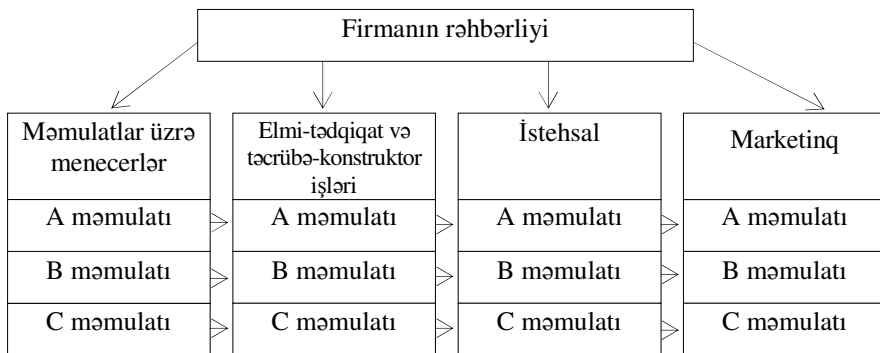 Firmanın rəhbərliyi
Məmulatlar üzrə
menecerlər
Elmi-tədqiqat və
təcrübə-konstruktor
işləri
İstehsal
Marketinq
A məmulatı
A məmulatı
A məmulatı
A məmulatı
B məmulatı
B məmulatı
B məmulatı
B məmulatı
C məmulatı
C məmulatı
C məmulatı
C məmulatı